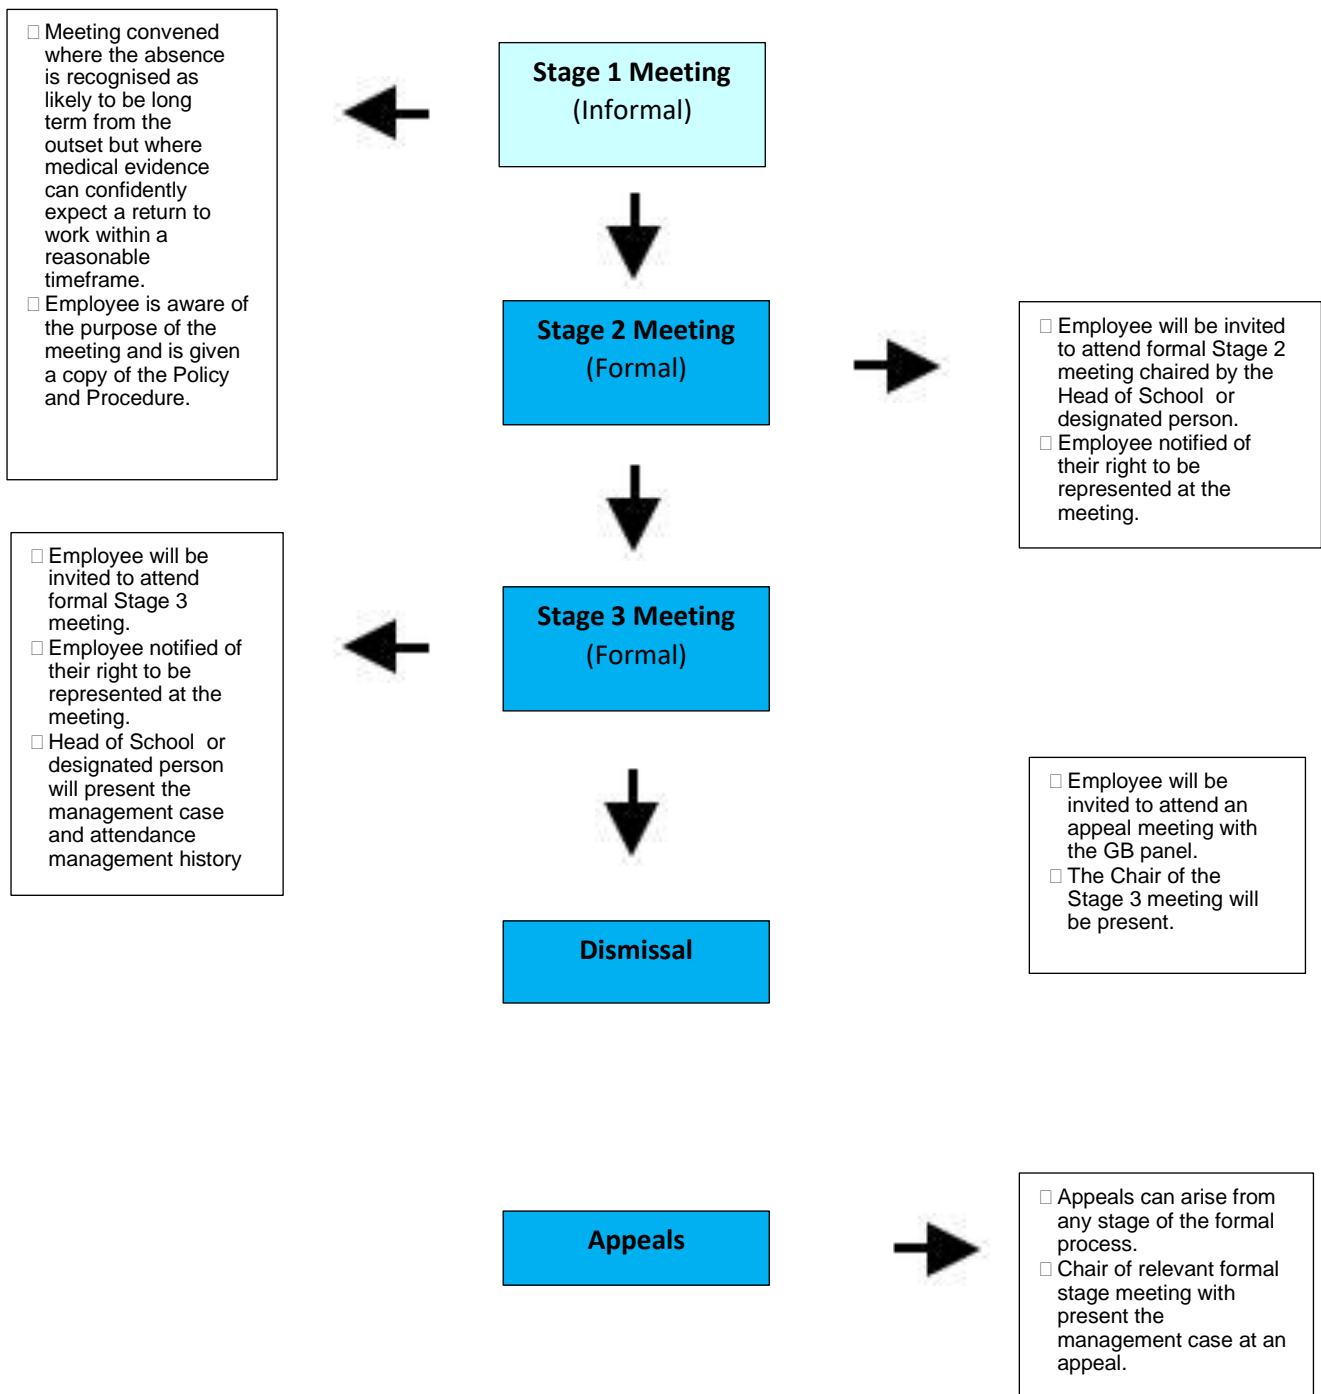 Meeting convened
where the absence
is recognised as
likely to be long
term from the
outset but where
medical evidence
can confidently
expect a return to
work within a
reasonable
timeframe.
Employee is aware of
the purpose of the
meeting and is given
a copy of the Policy
and Procedure.
Stage 1 Meeting
(Informal)
Stage 2 Meeting
(Formal)
Employee will be invited
to attend formal Stage 2
meeting chaired by the
Head of School or
designated person.
Employee notified of
their right to be
represented at the
meeting.
Employee will be
invited to attend
formal Stage 3
meeting.
Employee notified of
their right to be
represented at the
meeting.
Head of School or
designated person
will present the
management case
and attendance
management history
Stage 3 Meeting
(Formal)
Employee will be
invited to attend an
appeal meeting with
the GB panel.
The Chair of the
Stage 3 meeting will
be present.
Dismissal
Appeals
Appeals can arise from
any stage of the formal
process.
Chair of relevant formal
stage meeting with
present the
management case at an
appeal.